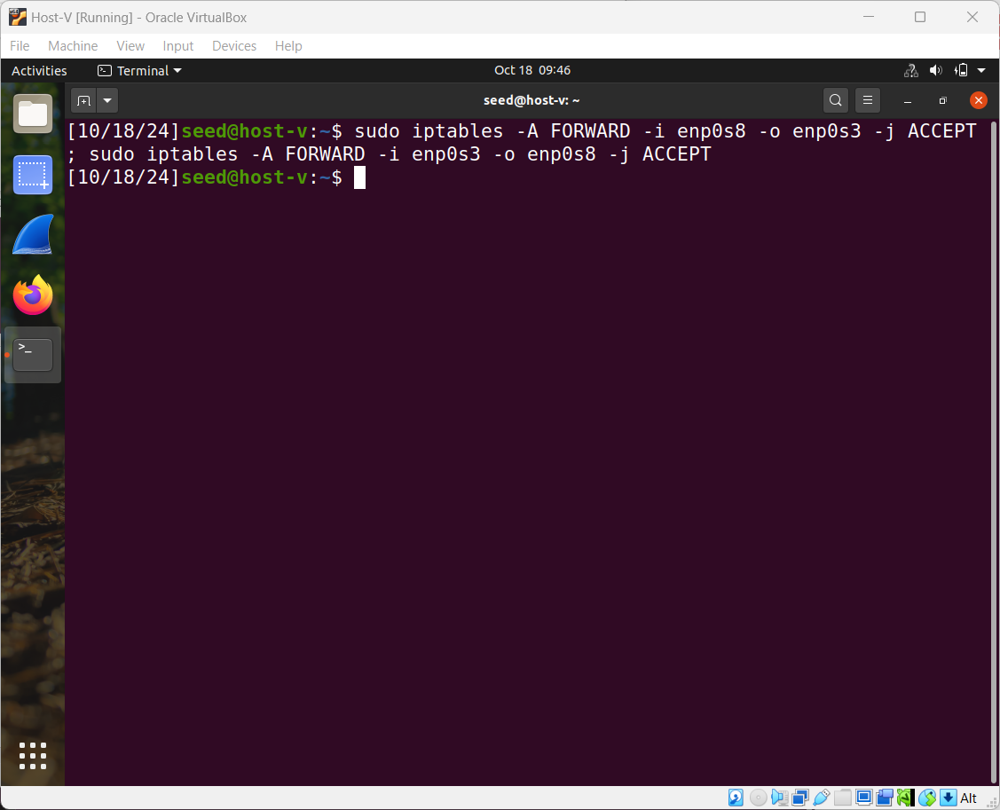 Host-V [Running] - Oracle VirtualBox
File Machine View Input Devices Help
Activities Terminal Oct 18 09:46
seed@host-v: ~
[10/18/24]seed@host-v:~$ sudo iptables -A FORWARD -i enp0s8 -o enp0s3 -j ACCEPT
; sudo iptables -A FORWARD -i enp0s3 -o enp0s8 -j ACCEPT
[10/18/24]seed@host-v:~$
>_
Alt